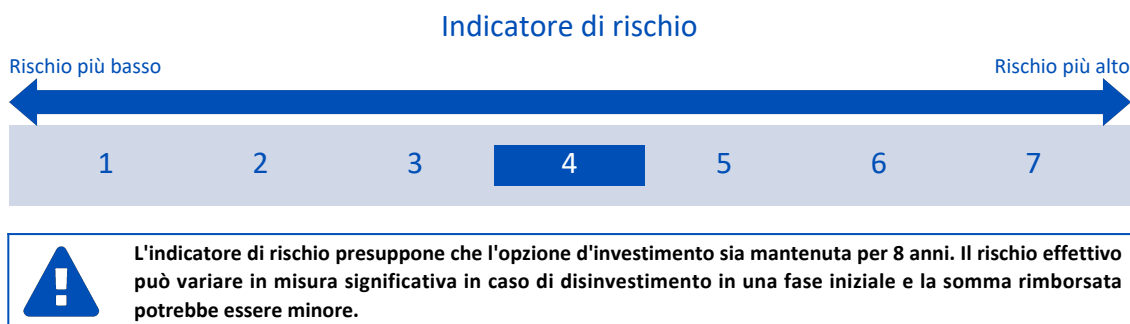 Indicatore di rischio
Rischio più basso
Rischio più alto
1 2 3 4 5 6 7
L'indicatore di rischio presuppone che l'opzione d'investimento sia mantenuta per 8 anni. Il rischio effettivo
può variare in misura significativa in caso di disinvestimento in una fase iniziale e la somma rimborsata
potrebbe essere minore.